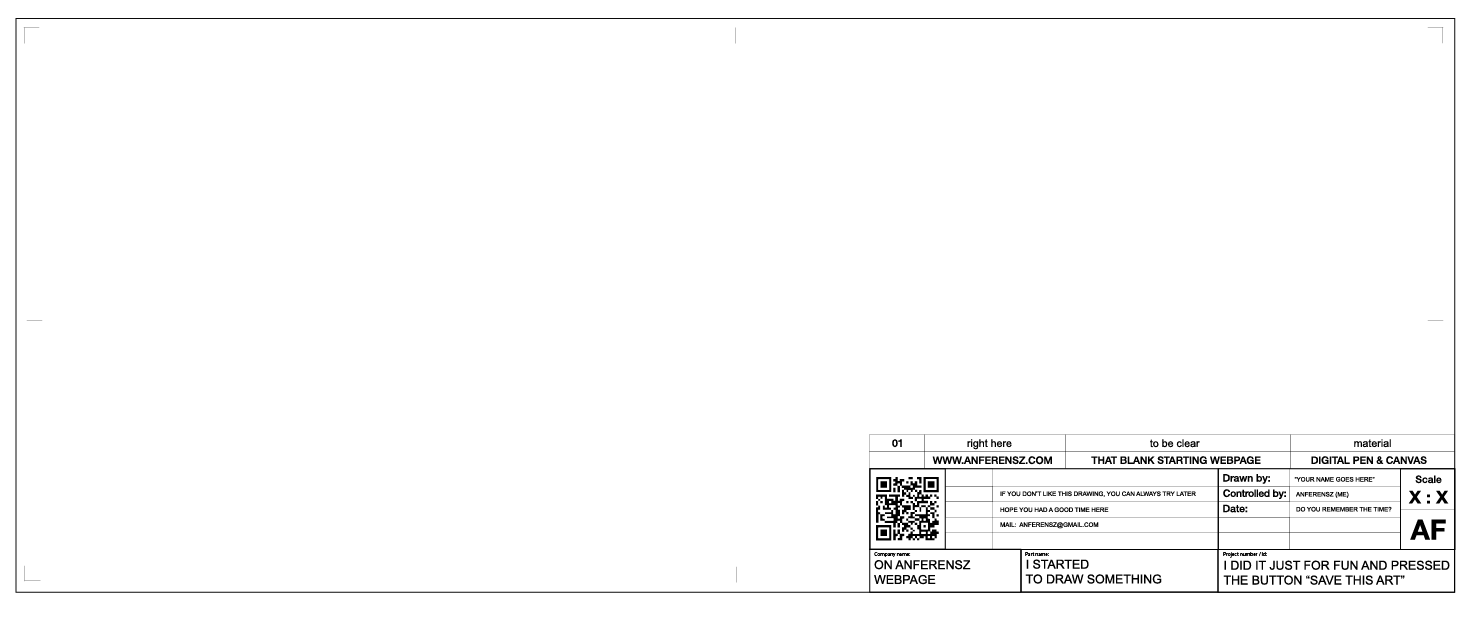 01 right here to be clear material
WWW.ANFERENSZ.COM THAT BLANK STARTING WEBPAGE DIGITAL PEN & CANVAS
Drawn by: "YOUR NAME GOES HERE" Scale
IF YOU DON'T LIKE THIS DRAWING, YOU CAN ALWAYS TRY LATER Controlled by: ANFERENSZ (ME) X : X
HOPE YOU HAD A GOOD TIME HERE Date: DO YOU REMEMBER THE TIME?
MAIL: ANFERENSZ@GMAIL.COM AF
Company name: Part name: Project number / Id:
ON ANFERENSZ I STARTED I DID IT JUST FOR FUN AND PRESSED
WEBPAGE TO DRAW SOMETHING THE BUTTON “SAVE THIS ART”